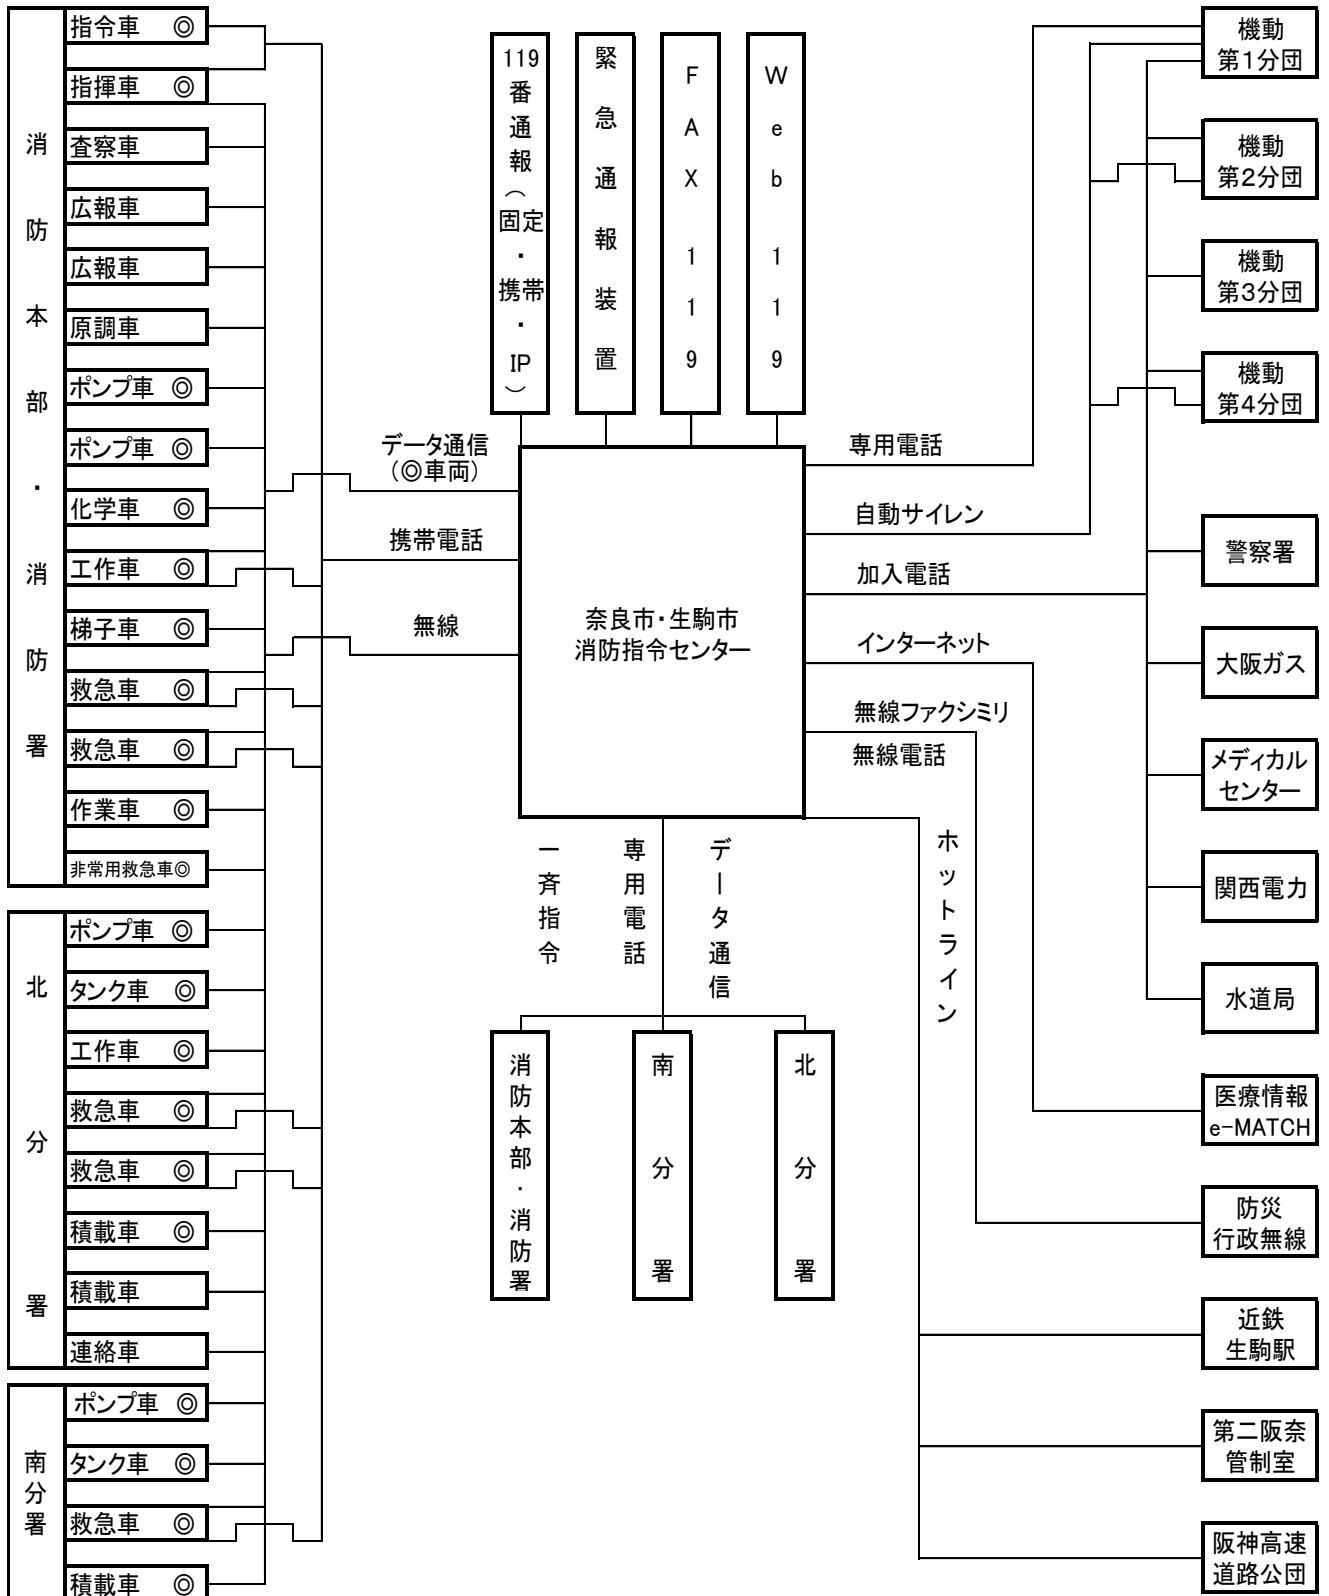 消防本部・消防署
指令車 ◎
指揮車 ◎
査察車
広報車
広報車
原調車
ポンプ車 ◎
ポンプ車 ◎
化学車 ◎
工作車 ◎
梯子車 ◎
救急車 ◎
救急車 ◎
作業車 ◎
非常用救急車◎
北分署
ポンプ車 ◎
タンク車 ◎
工作車 ◎
救急車 ◎
救急車 ◎
積載車 ◎
積載車
連絡車
南分署
ポンプ車 ◎
タンク車 ◎
救急車 ◎
積載車 ◎
119番通報(固定・携帯・IP)
緊急通報装置
FAX119
Web119
データ通信
(◎車両)
携帯電話
無線
奈良市・生駒市
消防指令センター
専用電話
自動サイレン
加入電話
インターネット
無線ファクシミリ
無線電話
ホットライン
一斉指令
専用電話
データ通信
消防本部・消防署
南分署
北分署
機動
第1分団
機動
第2分団
機動
第3分団
機動
第4分団
警察署
大阪ガス
メディカル
センター
関西電力
水道局
医療情報
e-MATCH
防災
行政無線
近鉄
生駒駅
第二阪奈
管制室
阪神高速
道路公団